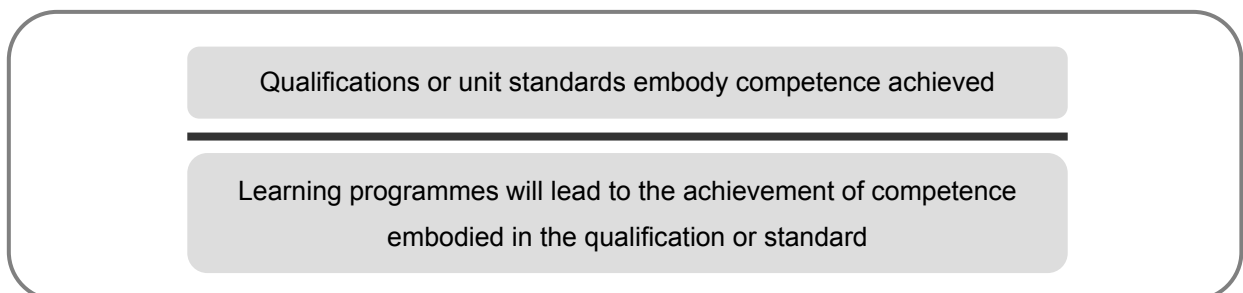 Qualifications or unit standards embody competence achieved
Learning programmes will lead to the achievement of competence
embodied in the qualification or standard